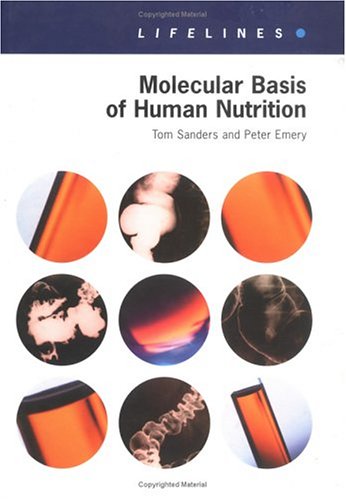 Copyrighted Material
LIFELINES
Molecular Basis
of Human Nutrition
Tom Sanders and Peter Emery
Copyrighted Material